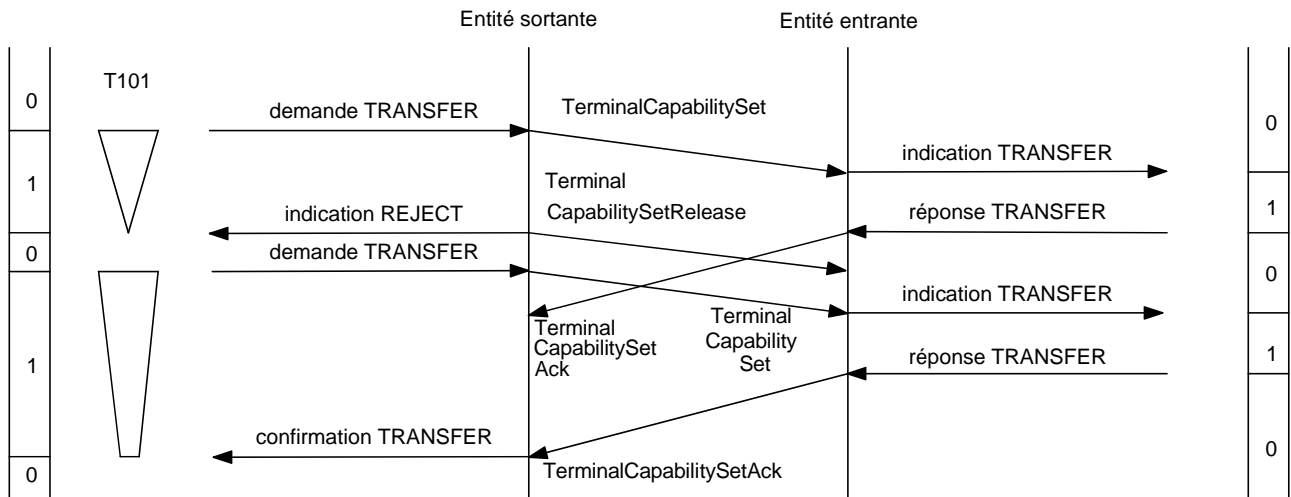 Entité sortante
Entité entrante
T101
0
demande TRANSFER
TerminalCapabilitySet
0
indication TRANSFER
1
Terminal
CapabilitySetRelease
indication REJECT
réponse TRANSFER
1
0
demande TRANSFER
0
indication TRANSFER
Terminal
CapabilitySet
Ack
Terminal
Capability
Set
1
réponse TRANSFER
1
confirmation TRANSFER
0
TerminalCapabilitySetAck
0